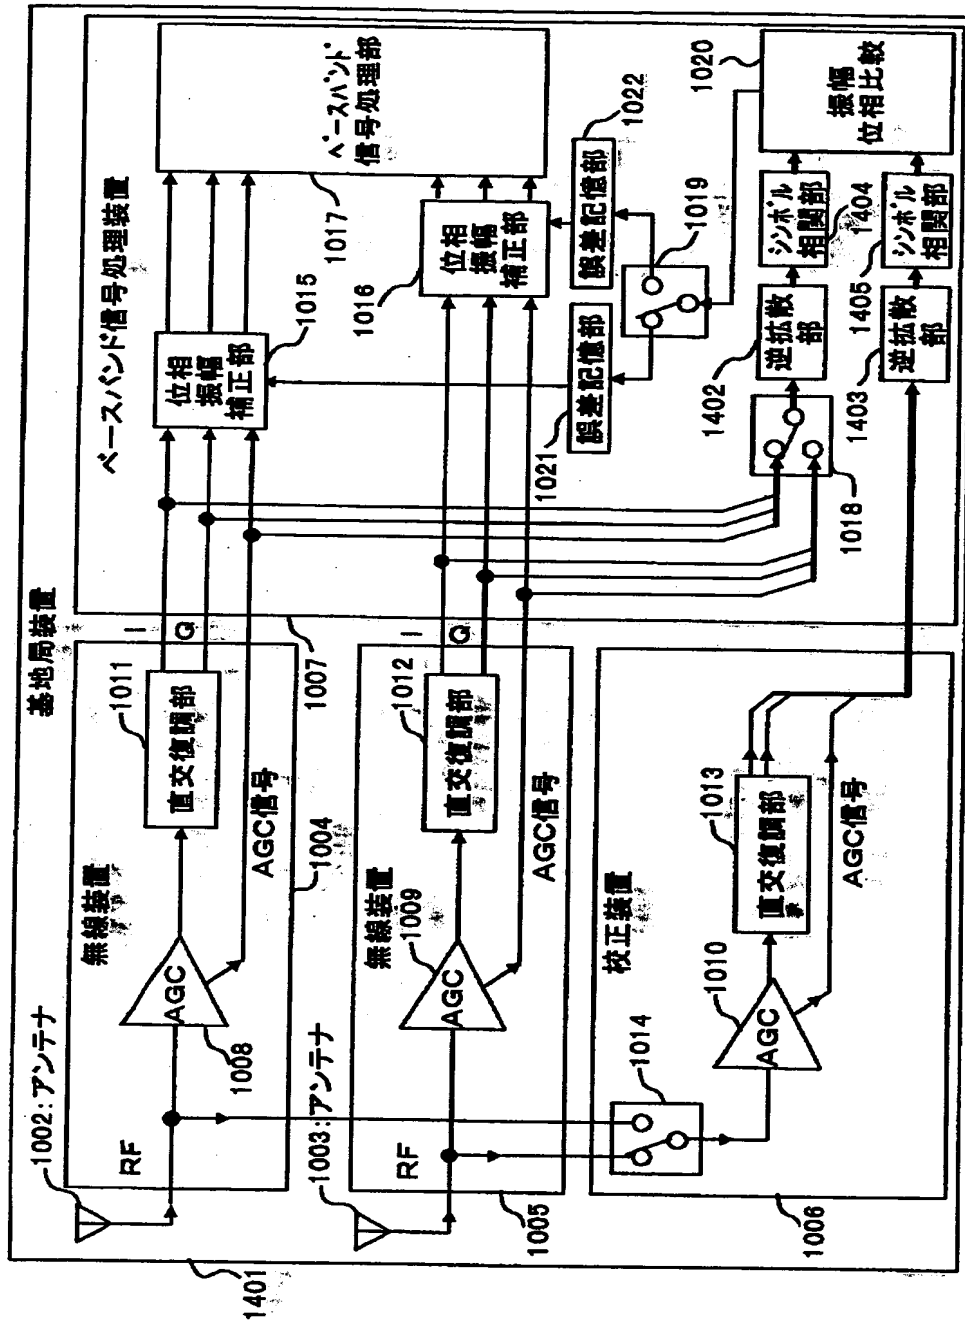 基地局装置
ベースバンド信号処理装置
1401
1002:アンテナ
無線装置
RF
AGC
1008
1011
直交復調部
I
Q
AGC信号
1004
1007
位相
振幅
補正部
1015
ベースバンド
信号処理部
1017
1003:アンテナ
無線装置
RF
AGC
1009
1012
直交復調部
I
Q
AGC信号
1005
位相
振幅
補正部
1016
誤差記憶部
1021
誤差記憶部
1022
1019
校正装置
1014
AGC
1010
1013
直交復調部
AGC信号
1006
1018
1402
逆拡散
部
1403
逆拡散
部
シンボル
相関部
1404
シンボル
相関部
1405
振幅
位相比較
1020